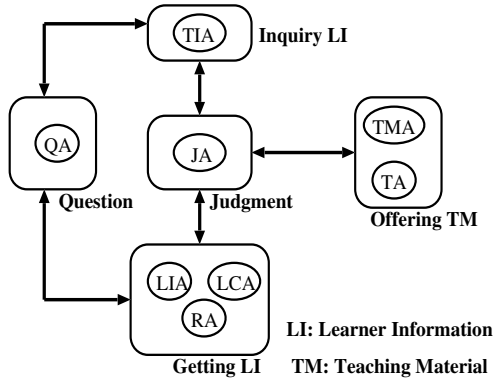 TIA
Inquiry LI
QA
JA
TMA
TA
Question
Judgment
Offering TM
LIA
LCA
RA
LI: Learner Information
Getting LI
TM: Teaching Material